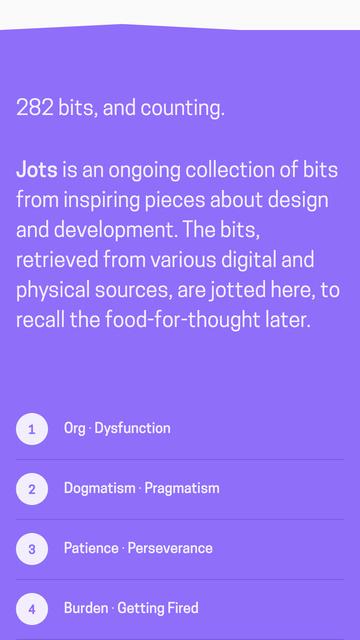 282 bits, and counting.
Jots is an ongoing collection of bits
from inspiring pieces about design
and development. The bits,
retrieved from various digital and
physical sources, are jotted here, to
recall the food-for-thought later.
1 Org · Dysfunction
2 Dogmatism · Pragmatism
3 Patience · Perseverance
4 Burden · Getting Fired